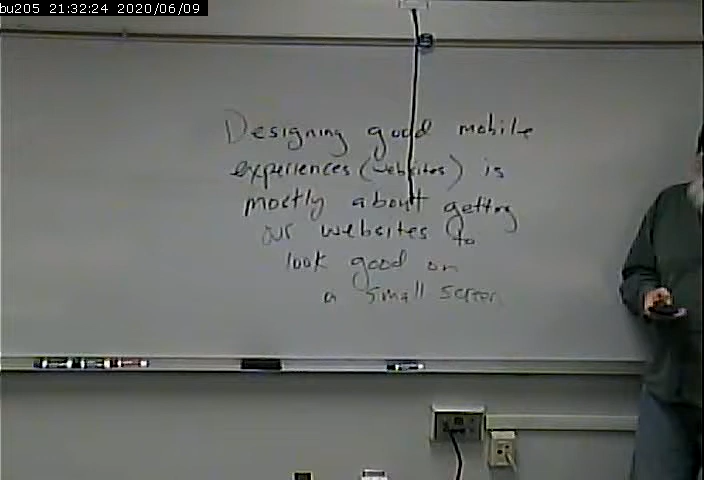 bu205 21:32:24 2020/06/09
Designing good mobile
experiences (websites) is
mostly about getting
our websites to
look good on
a small screen